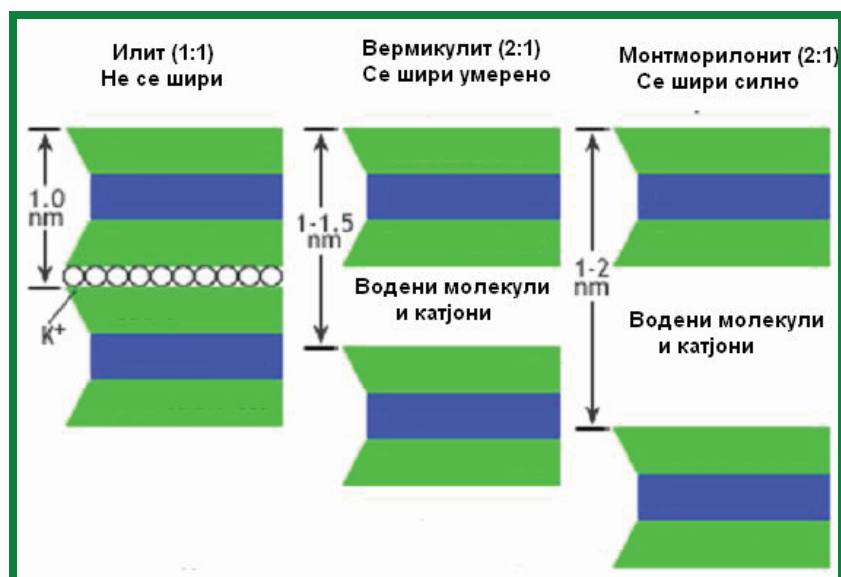 Илит (1:1)
Не се шири
Вермикулит (2:1)
Се шири умерено
Монтморилонит (2:1)
Се шири силно
1.0
nm
K+
1-1.5
nm
Водени молекули
и катјони
1-2
nm
Водени молекули
и катјони